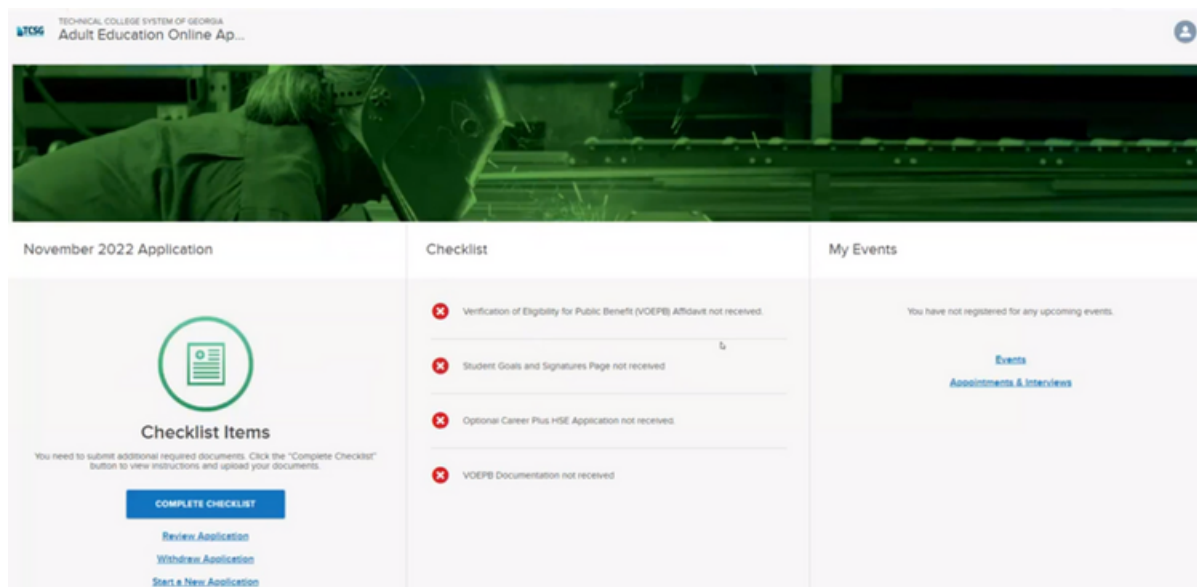 TCSG
TECHNICAL COLLEGE SYSTEM OF GEORGIA
Adult Education Online Ap...
November 2022 Application
Checklist Items
You need to submit additional required documents. Click the "Complete Checklist"
button to view instructions and upload your documents.
COMPLETE CHECKLIST
Review Application
Withdraw Application
Start a New Application
Checklist
Verification of Eligibility for Public Benefit (VOEPB) Affidavit not received.
Student Goals and Signatures Page not received
Optional Career Plus HSE Application not received.
VOEPB Documentation not received
My Events
You have not registered for any upcoming events.
Events
Appointments & Interviews